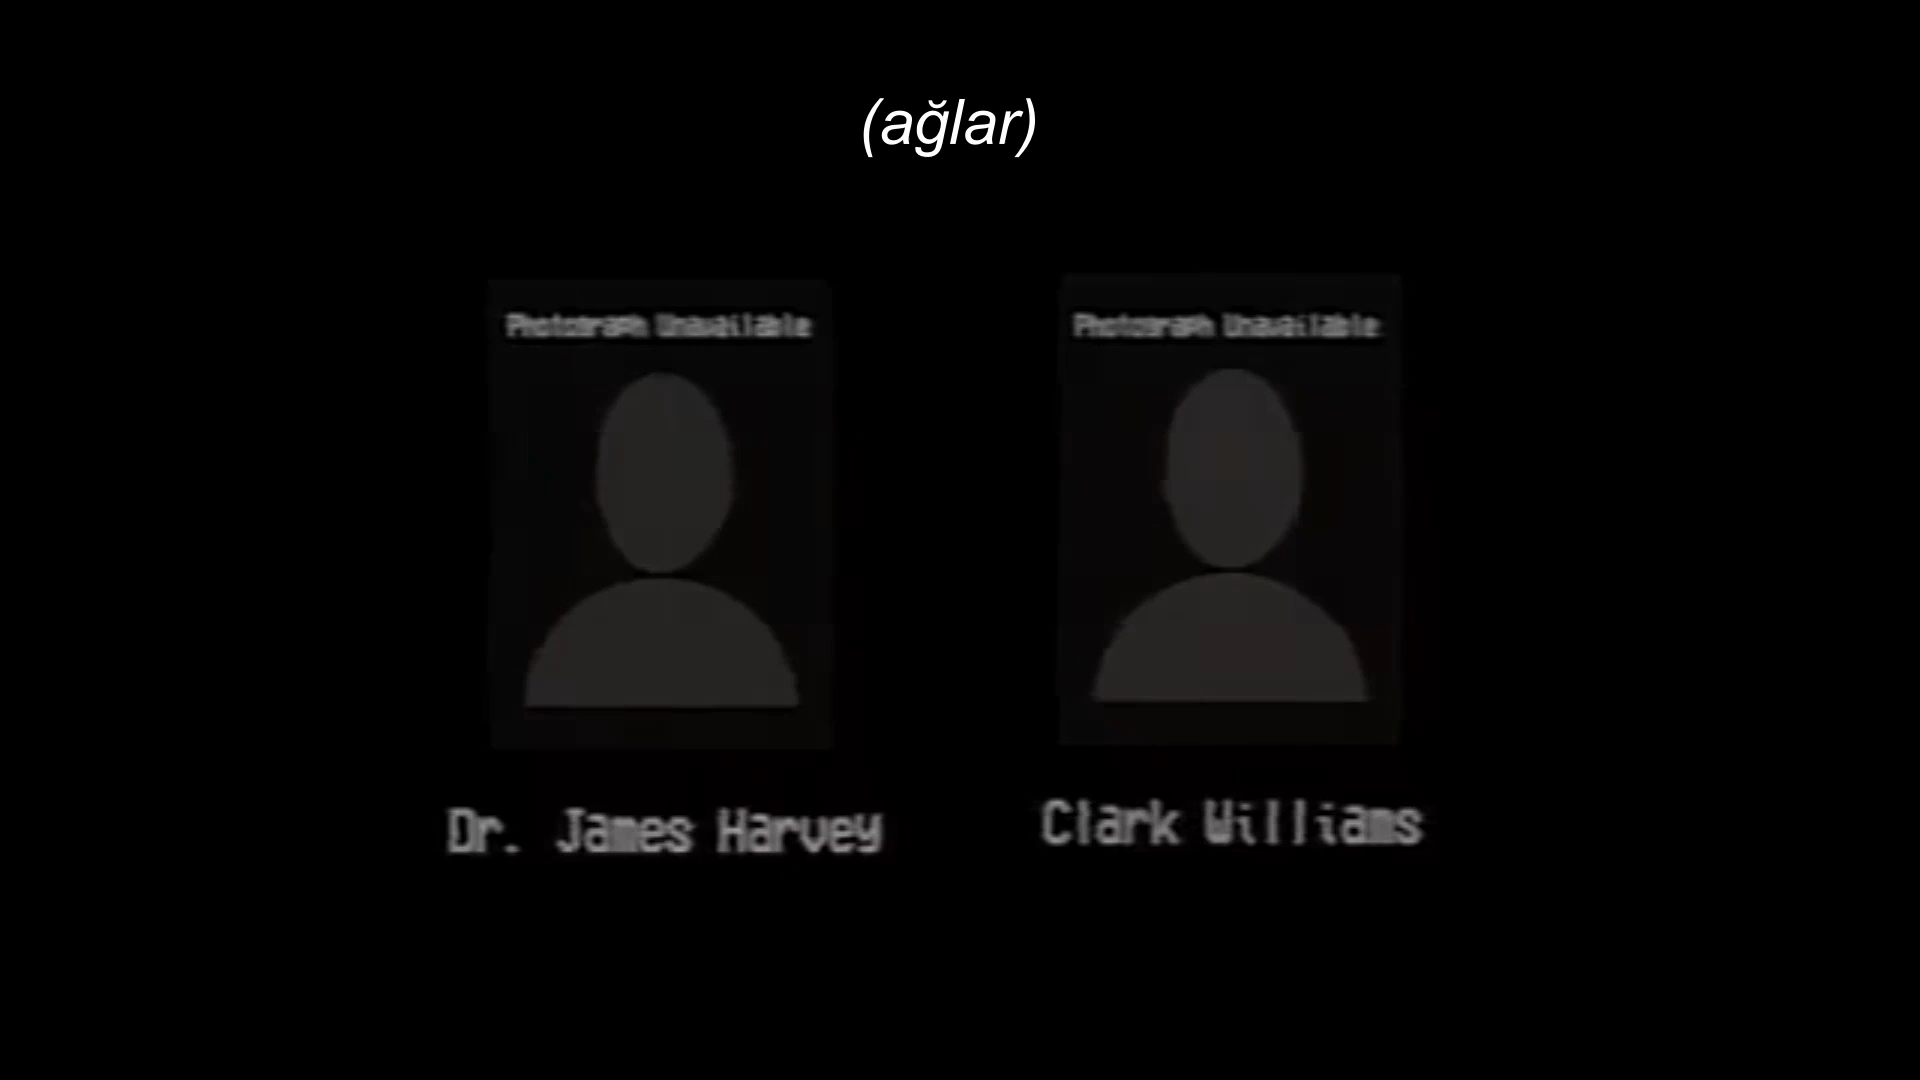 (ağlar)
Photograph Unavailable
Photograph Unavailable
Dr. James Harvey
Clark Williams